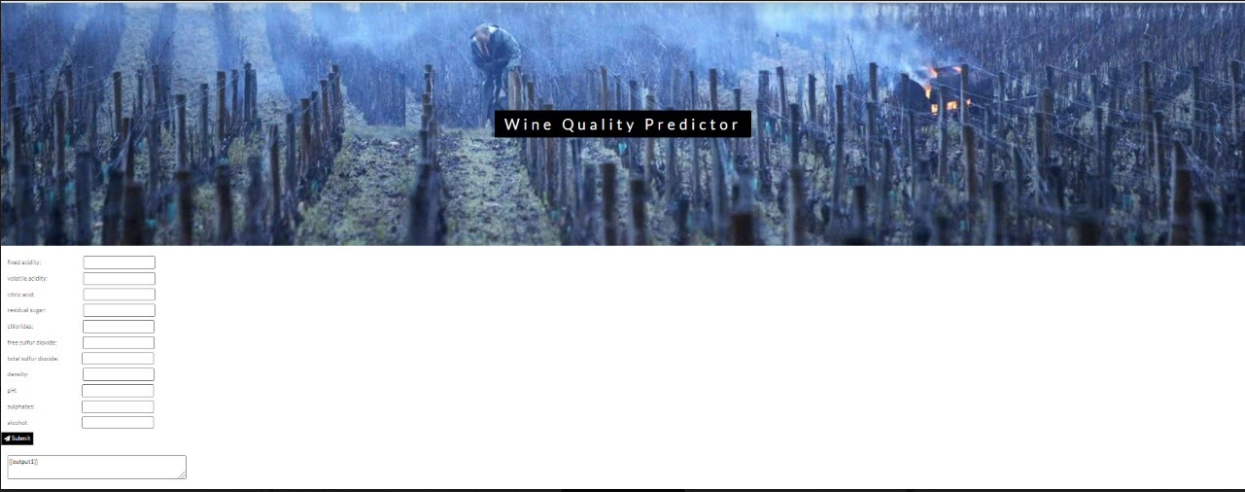 Wine Quality Predictor
fixed acidity:
volatile acidity:
citric acid:
residual sugar:
chlorides:
free sulfur dioxide:
total sulfur dioxide:
density:
pH:
sulphates:
alcohol:
Submit
{{output1}}